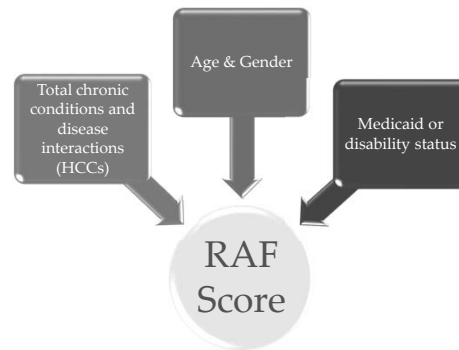 Total chronic
conditions and
disease
interactions
(HCCs)
Age & Gender
Medicaid or
disability status
RAF
Score